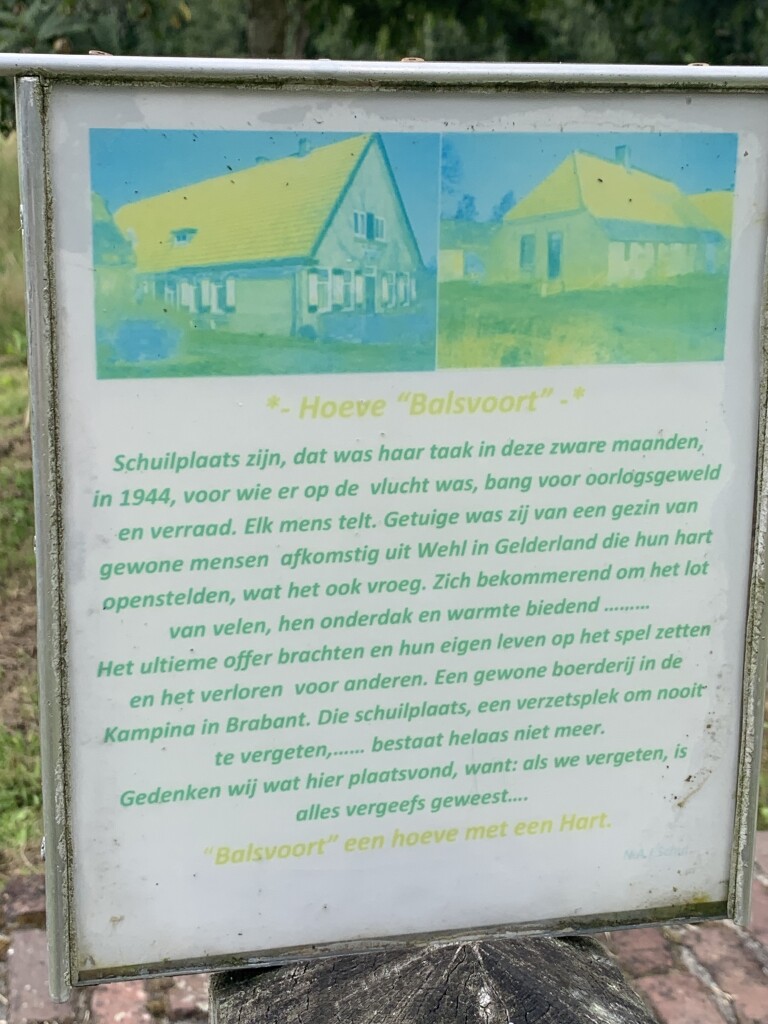 *- Hoeve “Balsvoort” -*
Schuilplaats zijn, dat was haar taak in deze zware maanden,
in 1944, voor wie er op de vlucht was, bang voor oorlogsgeweld
en verraad. Elk mens telt. Getuige was zij van een gezin van
gewone mensen afkomstig uit Wehl in Gelderland die hun hart
openstelden, wat het ook vroeg. Zich bekommerend om het lot
van velen, hen onderdak en warmte biedend .........
Het ultieme offer brachten en hun eigen leven op het spel zetten
en het verloren voor anderen. Een gewone boerderij in de
Kampina in Brabant. Die schuilplaats, een verzetsplek om nooit
te vergeten,...... bestaat helaas niet meer.
Gedenken wij wat hier plaatsvond, want: als we vergeten, is
alles vergeefs geweest....
“Balsvoort” een hoeve met een Hart.